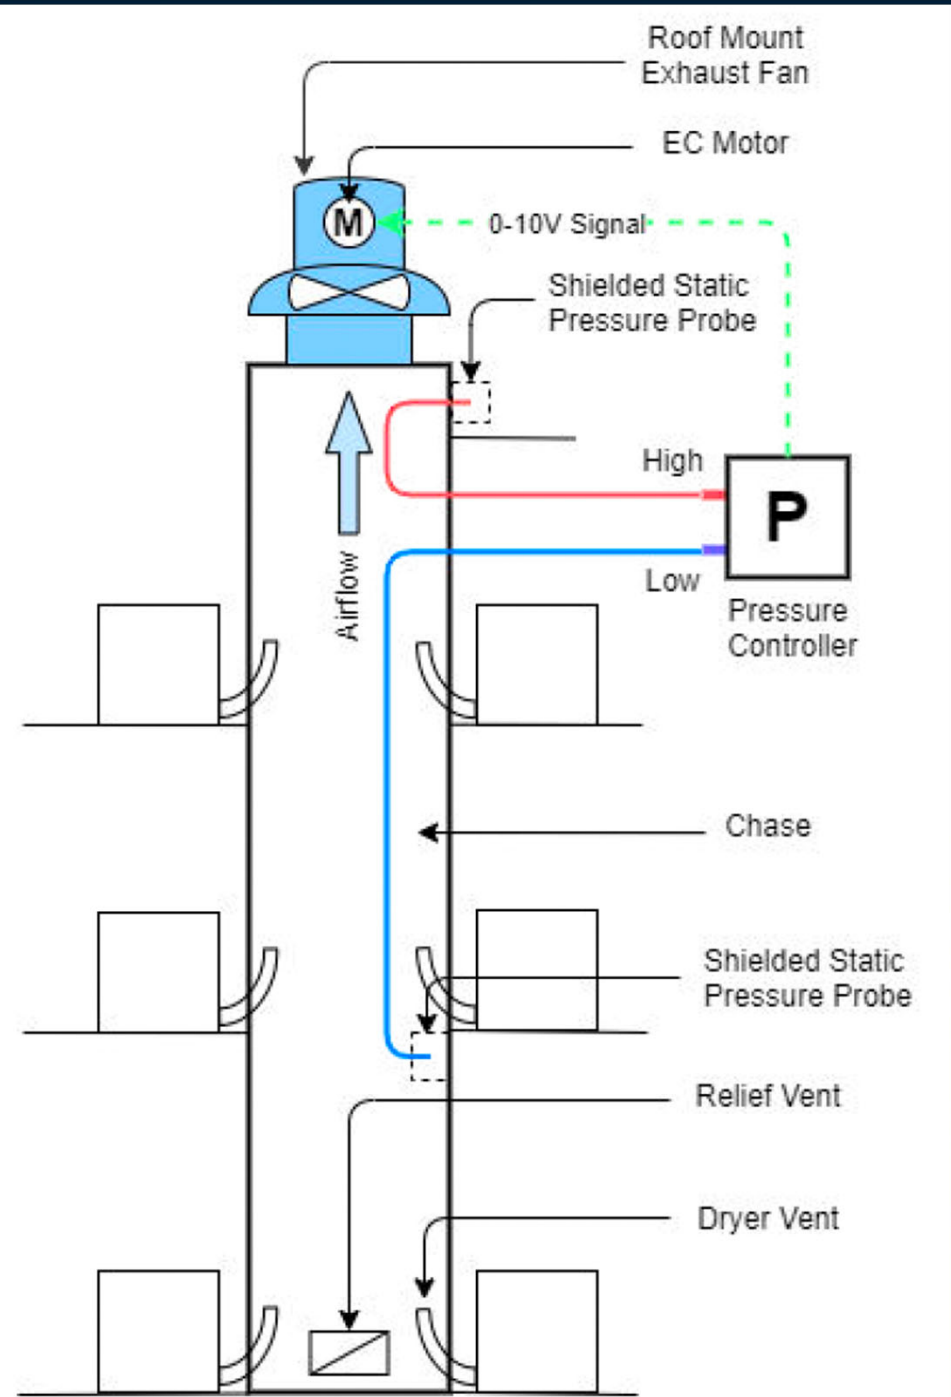 Roof Mount
Exhaust Fan
EC Motor
M
0-10V Signal
Shielded Static
Pressure Probe
High
P
Low
Pressure
Controller
Airflow
Chase
Shielded Static
Pressure Probe
Relief Vent
Dryer Vent